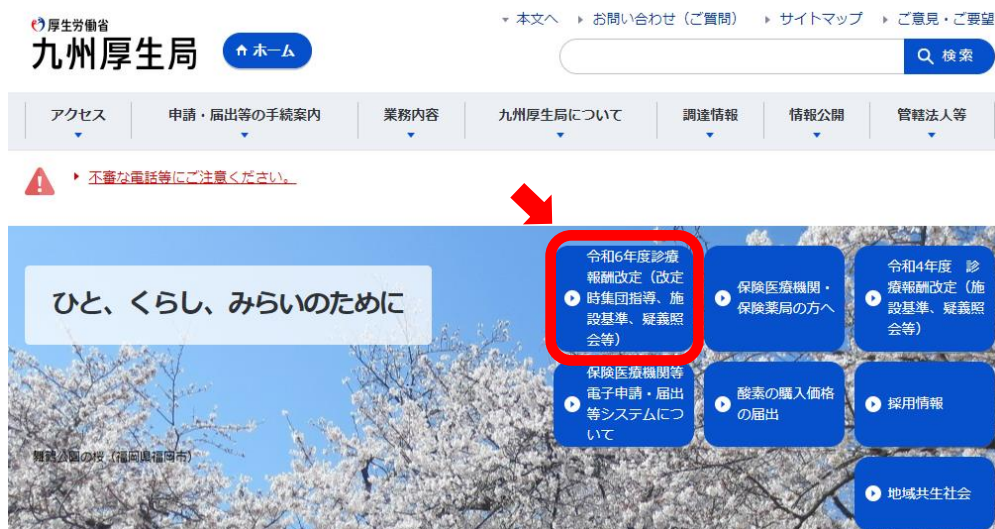 厚生労働省
九州厚生局
ホーム
本文へ お問い合わせ（ご質問） サイトマップ ご意見・ご要望
検索
アクセス 申請・届出等の手続案内 業務内容 九州厚生局について 調達情報 情報公開 管轄法人等
不審な電話等にご注意ください。
ひと、くらし、みらいのために
令和6年度診療
報酬改定（改定
時集団指導、施
設基準、疑義照
会等）
保険医療機関・
保険薬局の方へ
令和4年度　診
療報酬改定（施
設基準、疑義照
会等）
保険医療機関等
電子申請・届出
等システムにつ
いて
酸素の購入価格
の届出
採用情報
舞鶴公園の桜（福岡県福岡市）
地域共生社会